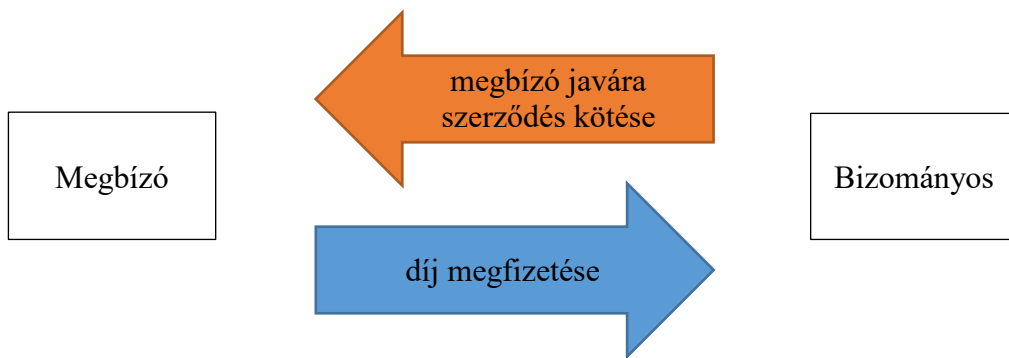 megbízó javára
szerződés kötése
Megbízó
Bizományos
díj megfizetése